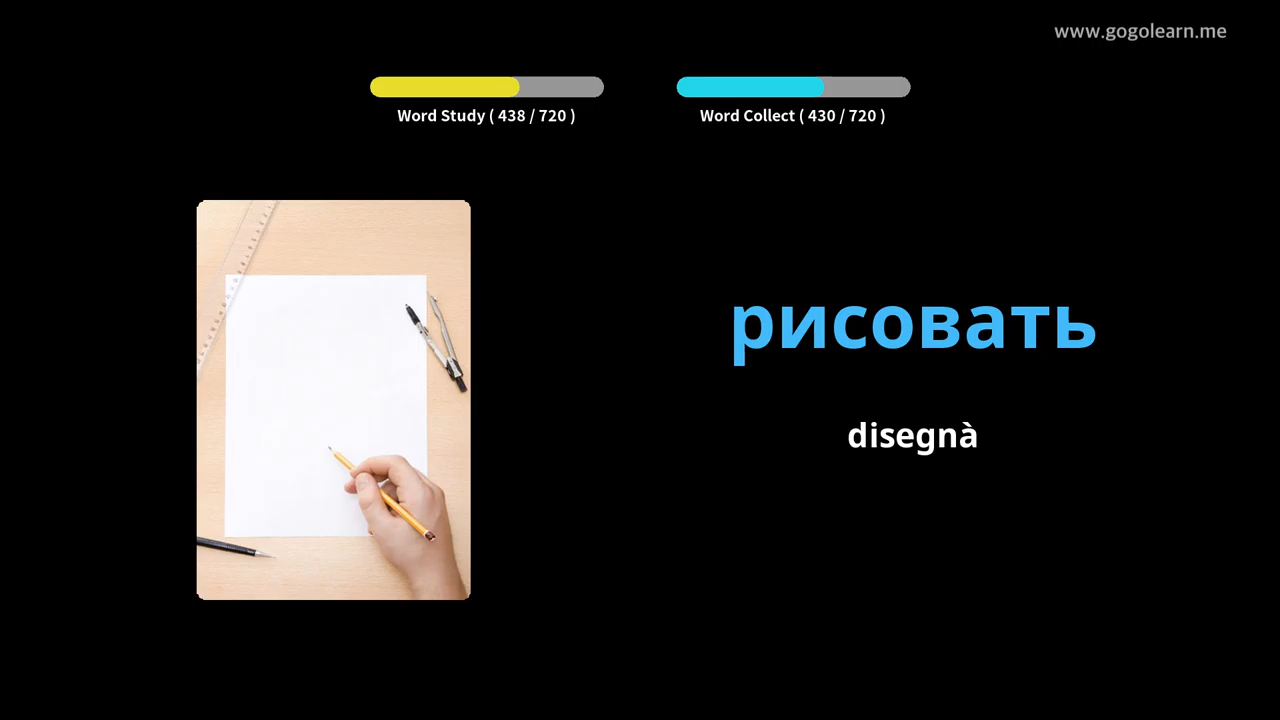 www.gogolearn.me
Word Study ( 438 / 720 )
Word Collect ( 430 / 720 )
рисовать
disegnà